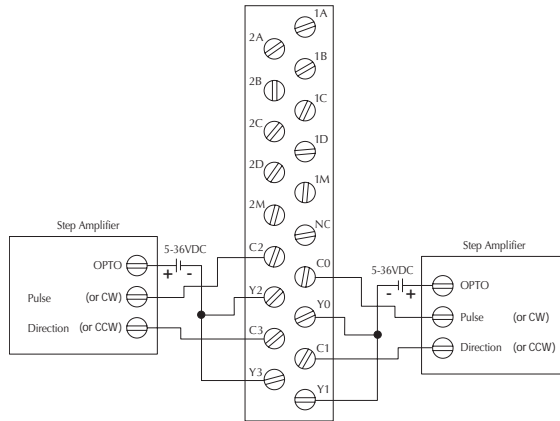 1A
2A
1B
2B
1C
2C
1D
2D
1M
2M
NC
Step Amplifier
5-36VDC
OPTO
+ -
Pulse (or CW)
Direction (or CCW)
C2
Y2
C3
Y3
C0
Y0
C1
Y1
Step Amplifier
5-36VDC
- +
OPTO
Pulse (or CW)
Direction (or CCW)